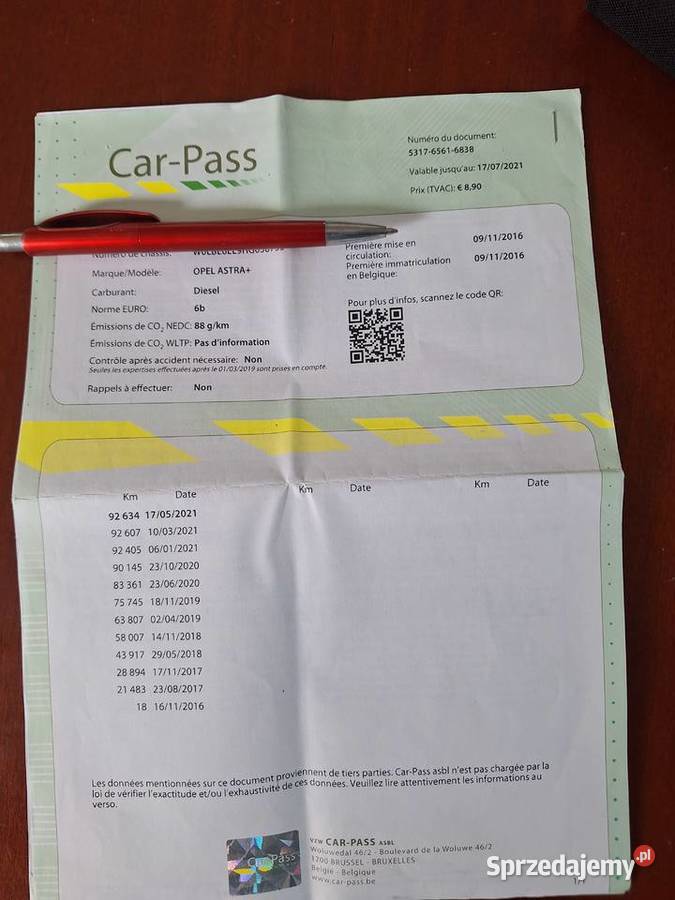 Car-Pass
Numéro du document:
5317-6561-6838
Valable jusqu'au: 17/07/2021
Prix (TVAC): € 8,90
Numéro de chassis:
Marque/Modèle: OPEL ASTRA+
Carburant: Diesel
Norme EURO: 6b
Émissions de CO2 NEDC: 88 g/km
Émissions de CO2 WLTP: Pas d'information
Contrôle après accident nécessaire: Non
Seules les expertises effectuées après le 01/03/2019 sont prises en compte.
Rappels à effectuer: Non
Première mise en circulation: 09/11/2016
Première immatriculation en Belgique: 09/11/2016
Pour plus d'infos, scannez le code QR:
Km Date Km Date Km Date
92 634 17/05/2021
92 607 10/03/2021
92 405 06/01/2021
90 145 23/10/2020
83 361 23/06/2020
75 745 18/11/2019
63 807 02/04/2019
58 007 14/11/2018
43 917 29/05/2018
28 894 17/11/2017
21 483 23/08/2017
18 16/11/2016
Les données mentionnées sur ce document proviennent de tiers parties. Car-Pass asbl n'est pas chargée par la
loi de vérifier l'exactitude et/ou l'exhaustivité de ces données. Veuillez lire attentivement les informations au
verso.
Car-Pass
VZW CAR-PASS ASBL
Woluwedal 46/2 - Boulevard de la Woluwe 46/2
1200 BRUSSEL - BRUXELLES
België - Belgique
www.car-pass.be
1/1
Sprzedajemy.pl